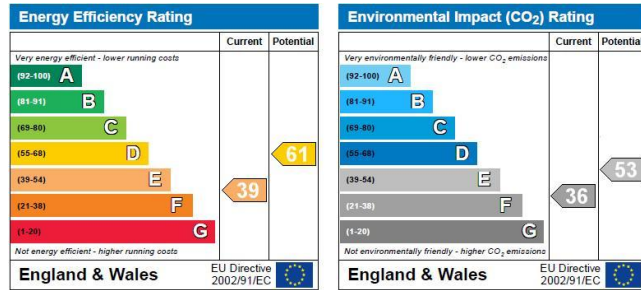 Energy Efficiency Rating
Current Potential
Very energy efficient - lower running costs
(92-100) A
(81-91) B
(69-80) C
(55-68) D
61
(39-54) E
39
(21-38) F
(1-20) G
Not energy efficient - higher running costs
England & Wales
EU Directive
2002/91/EC
Environmental Impact (CO₂) Rating
Current Potential
Very environmentally friendly - lower CO₂ emissions
(92-100) A
(81-91) B
(69-80) C
(55-68) D
(39-54) E
53
(21-38) F
36
(1-20) G
Not environmentally friendly - higher CO₂ emissions
England & Wales
EU Directive
2002/91/EC